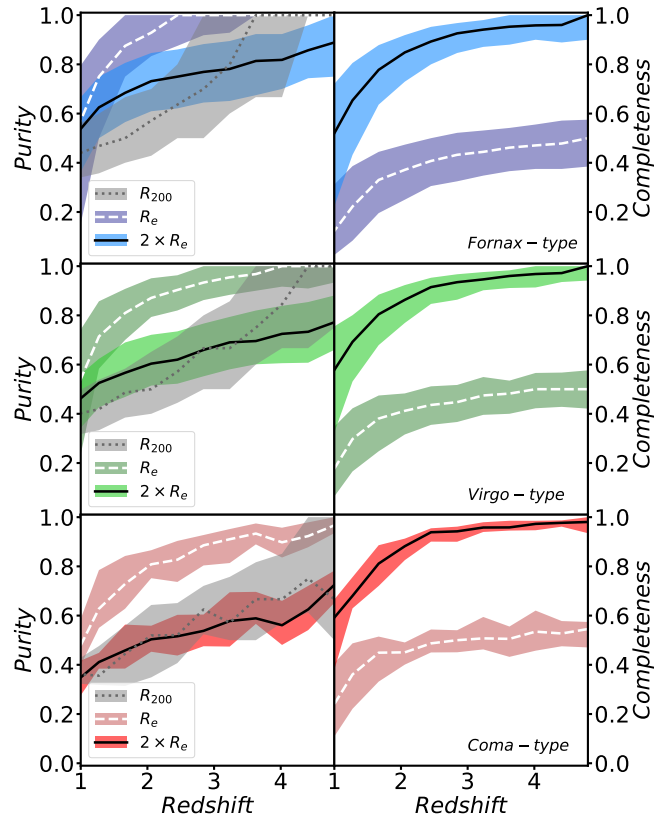 1.0
0.8
0.6
0.4
0.2
Purity
R200
Re
2 × Re
1.0
0.8
0.6
0.4
0.2
Completeness
Fornax − type
1.0
0.8
0.6
0.4
0.2
Purity
R200
Re
2 × Re
1.0
0.8
0.6
0.4
0.2
Completeness
Virgo − type
1.0
0.8
0.6
0.4
0.2
0.0
Purity
R200
Re
2 × Re
1 2 3 4
Redshift
1.0
0.8
0.6
0.4
0.2
0.0
Completeness
Coma − type
1 2 3 4
Redshift